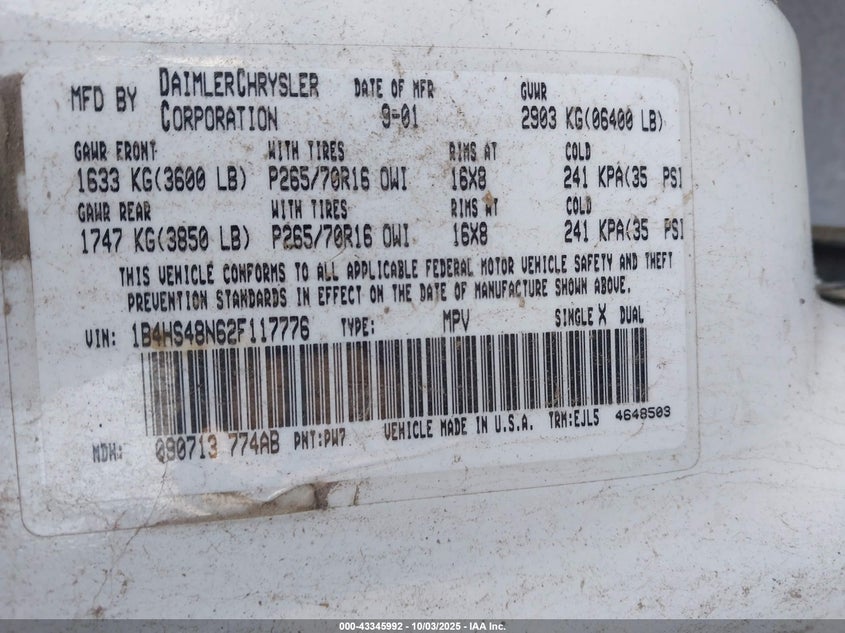 MFD BY DAIMLERCHRYSLER CORPORATION DATE OF MFR 9-01 GVWR 2903 KG(06400 LB)
GAWR FRONT WITH TIRES RIMS AT COLD
1633 KG(3600 LB) P265/70R16 OWI 16X8 241 KPA(35 PSI
GAWR REAR WITH TIRES RIMS AT COLD
1747 KG(3850 LB) P265/70R16 OWI 16X8 241 KPA(35 PSI
THIS VEHICLE CONFORMS TO ALL APPLICABLE FEDERAL MOTOR VEHICLE SAFETY AND THEFT
PREVENTION STANDARDS IN EFFECT ON THE DATE OF MANUFACTURE SHOWN ABOVE.
VIN: 1B4HS48N62F117776 TYPE: MPV SINGLE X DUAL
MDH: 090713 774AB PNT:PW7 VEHICLE MADE IN U.S.A. TRM:EJL5 4648503
000-43345992 - 10/03/2025 - IAA Inc.